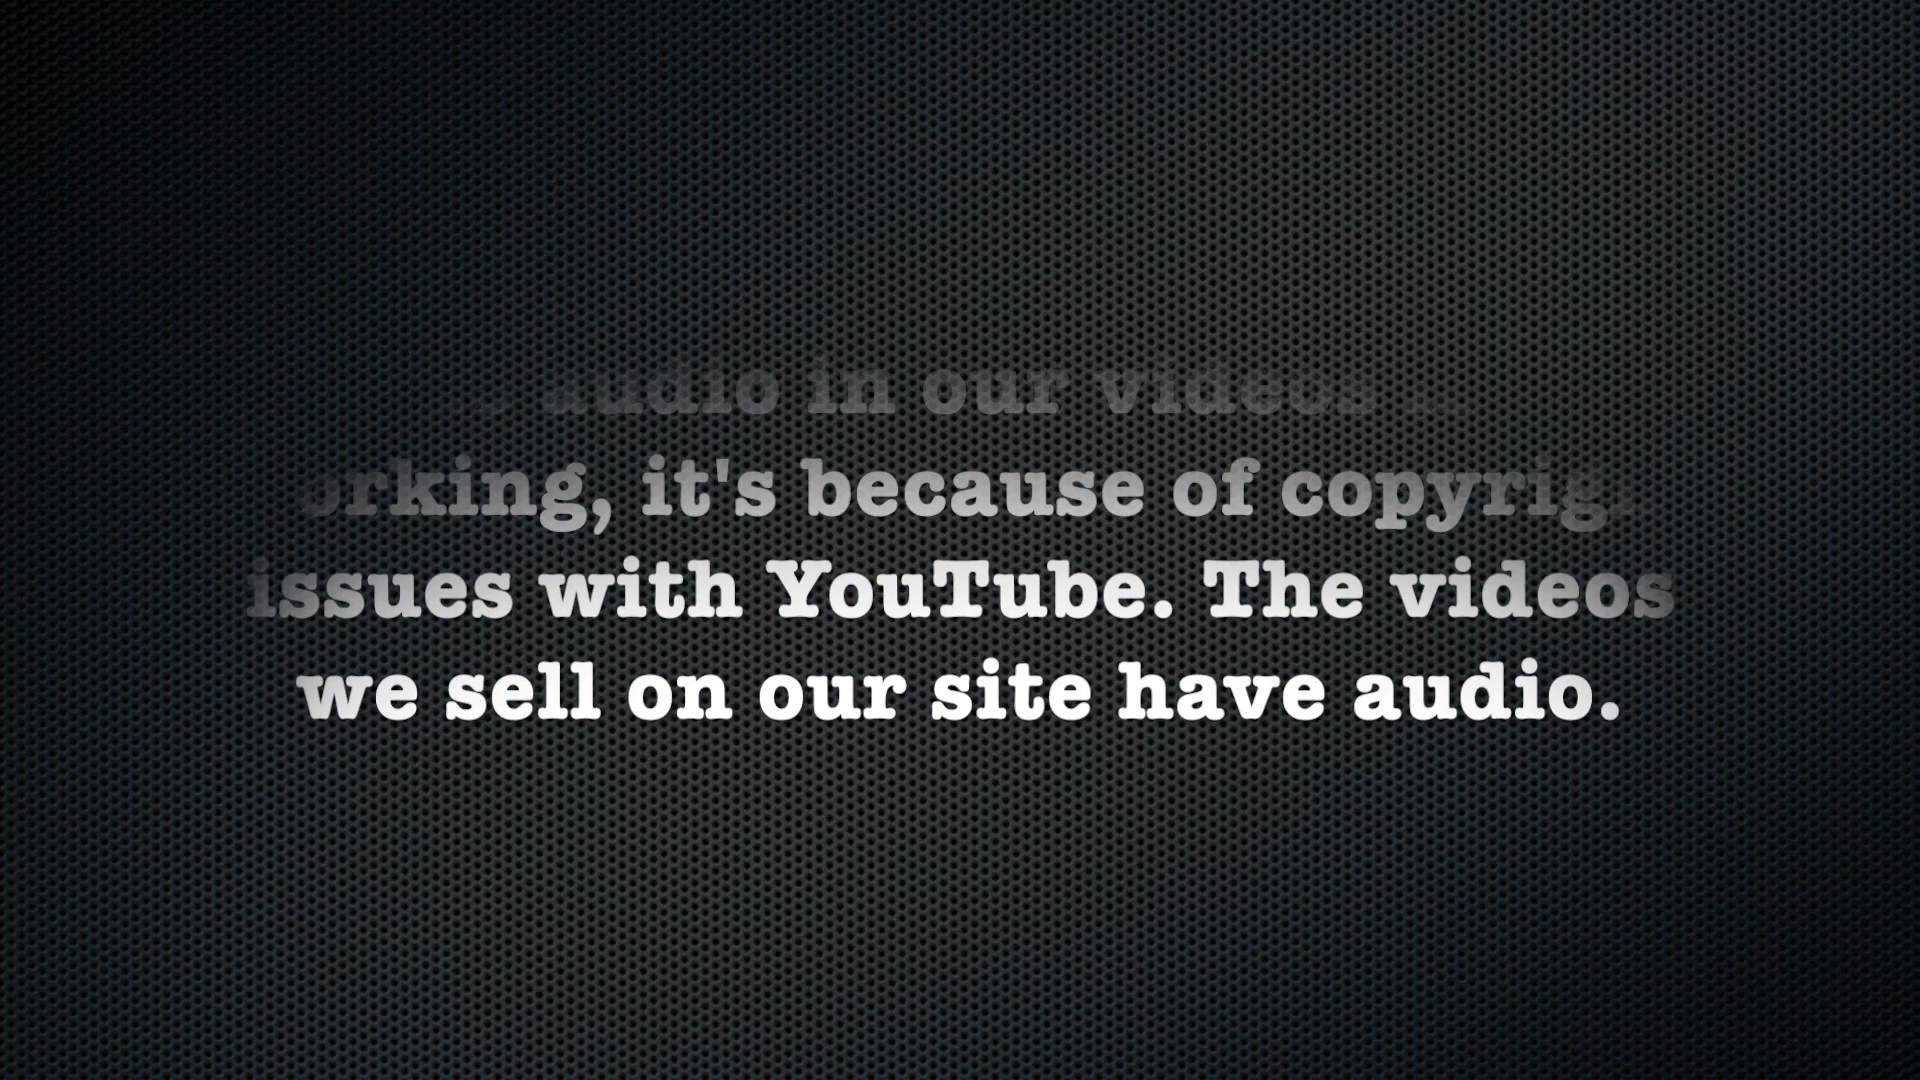 audio in our videos
orking, it's because of copyrig
issues with YouTube. The videos
we sell on our site have audio.